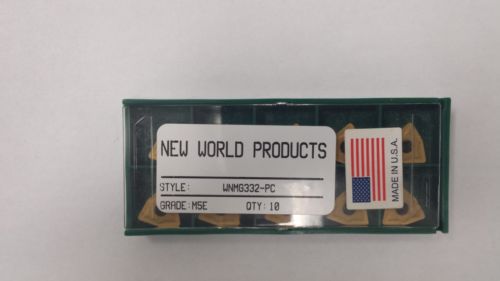 NEW WORLD PRODUCTS
STYLE: WNMG332-PC
GRADE:M5E QTY:10
MADE IN U.S.A.